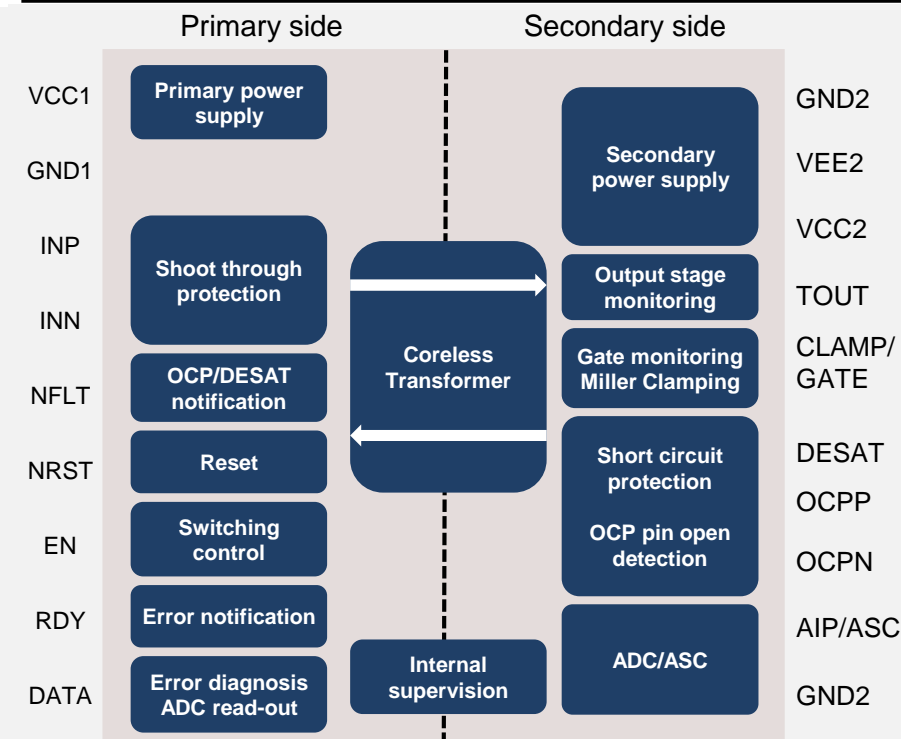 Primary side
Secondary side
VCC1
GND1
INP
INN
NFLT
NRST
EN
RDY
DATA
Primary power
supply
Shoot through
protection
OCP/DESAT
notification
Reset
Switching
control
Error notification
Error diagnosis
ADC read-out
Coreless
Transformer
Internal
supervision
Secondary
power supply
Output stage
monitoring
Gate monitoring
Miller Clamping
Short circuit
protection
OCP pin open
detection
ADC/ASC
GND2
VEE2
VCC2
TOUT
CLAMP/
GATE
DESAT
OCPP
OCPN
AIP/ASC
GND2